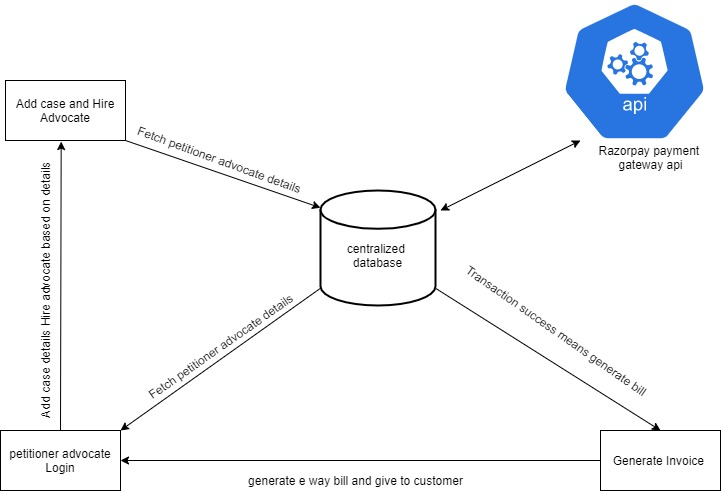 api
Razorpay payment
gateway api
Add case and Hire
Advocate
Fetch petitioner advocate details
centralized
database
Add case details Hire advocate based on details
Fetch petitioner advocate details
Transaction success means generate bill
petitioner advocate
Login
Generate Invoice
generate e way bill and give to customer